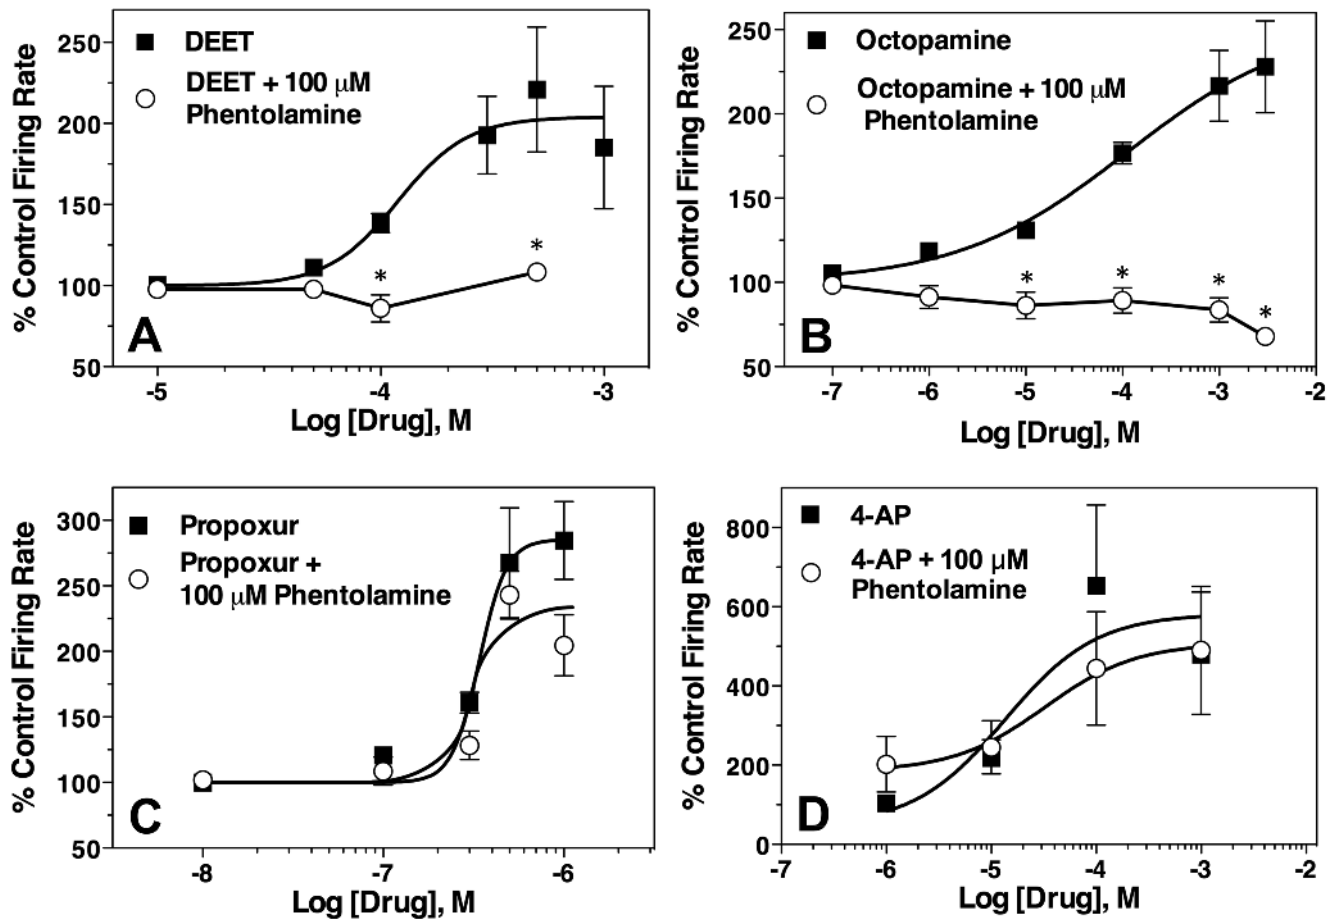 % Control Firing Rate
250
200
150
100
50
DEET
DEET + 100 μM
Phentolamine
*
*
A
-5
-4
-3
Log [Drug], M
% Control Firing Rate
250
200
150
100
50
Octopamine
Octopamine + 100 μM
Phentolamine
*
*
*
*
B
-7
-6
-5
-4
-3
-2
Log [Drug], M
% Control Firing Rate
300
250
200
150
100
50
Propoxur
Propoxur +
100 μM Phentolamine
C
-8
-7
-6
Log [Drug], M
% Control Firing Rate
800
600
400
200
0
4-AP
4-AP + 100 μM
Phentolamine
D
-7
-6
-5
-4
-3
-2
Log [Drug], M